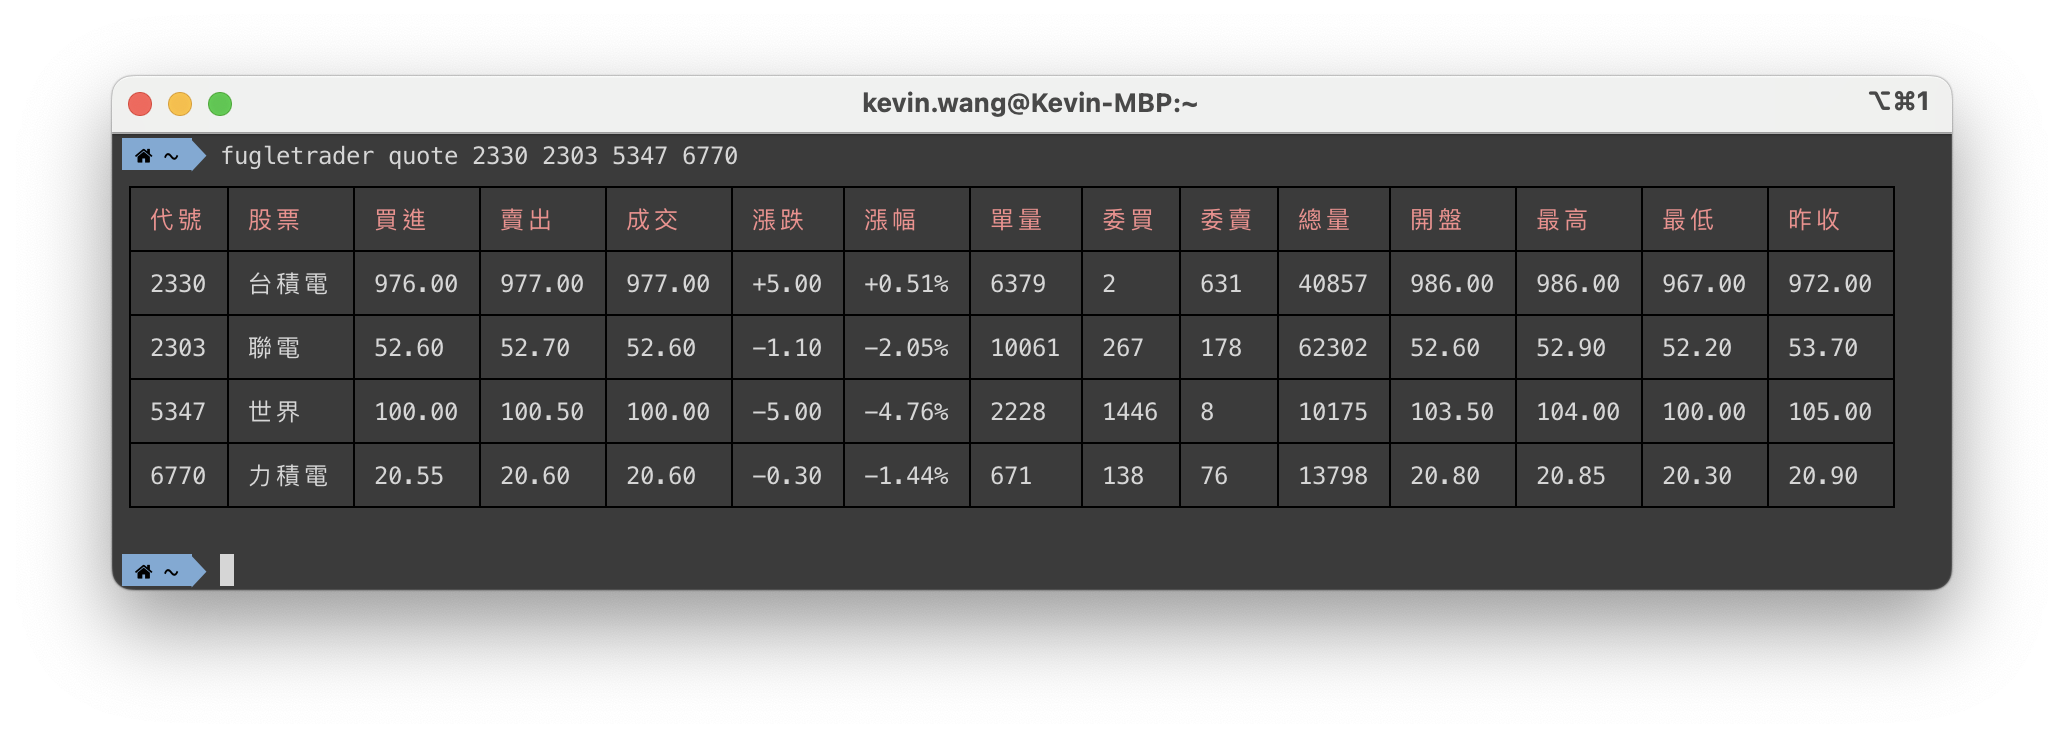 kevin.wang@Kevin-MBP:~ ⌥⌘1
~ fugletrader quote 2330 2303 5347 6770
代號 股票 買進 賣出 成交 漲跌 漲幅 單量 委買 委賣 總量 開盤 最高 最低 昨收
2330 台積電 976.00 977.00 977.00 +5.00 +0.51% 6379 2 631 40857 986.00 986.00 967.00 972.00
2303 聯電 52.60 52.70 52.60 -1.10 -2.05% 10061 267 178 62302 52.60 52.90 52.20 53.70
5347 世界 100.00 100.50 100.00 -5.00 -4.76% 2228 1446 8 10175 103.50 104.00 100.00 105.00
6770 力積電 20.55 20.60 20.60 -0.30 -1.44% 671 138 76 13798 20.80 20.85 20.30 20.90
~